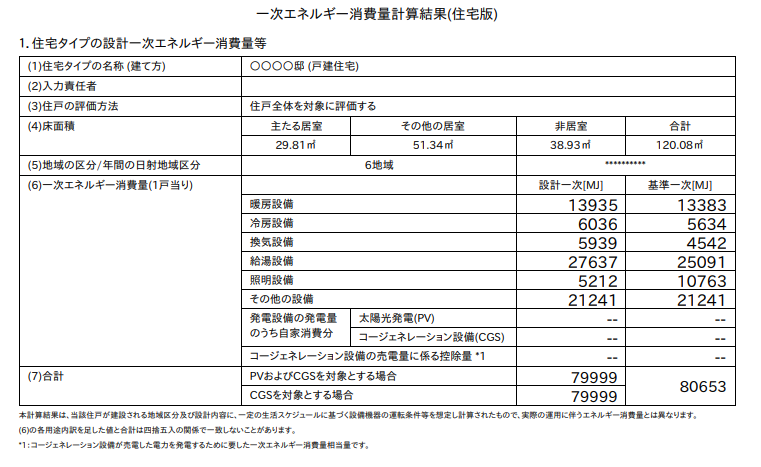 一次エネルギー消費量計算結果(住宅版)
1. 住宅タイプの設計一次エネルギー消費量等
(1)住宅タイプの名称 (建て方) 〇〇〇〇邸 (戸建住宅)
(2)入力責任者
(3)住戸の評価方法 住戸全体を対象に評価する
(4)床面積 主たる居室 その他の居室 非居室 合計
29.81㎡ 51.34㎡ 38.93㎡ 120.08㎡
(5)地域の区分/年間の日射地域区分 6地域 **********
(6)一次エネルギー消費量(1戸当り) 設計一次[MJ] 基準一次[MJ]
暖房設備 13935 13383
冷房設備 6036 5634
換気設備 5939 4542
給湯設備 27637 25091
照明設備 5212 10763
その他の設備 21241 21241
発電設備の発電量 太陽光発電(PV) -- --
のうち自家消費分 コージェネレーション設備(CGS) -- --
コージェネレーション設備の売電量に係る控除量 *1 -- --
(7)合計 PVおよびCGSを対象とする場合 79999 80653
CGSを対象とする場合 79999
本計算結果は、当該住戸が建設される地域区分及び設計内容に、一定の生活スケジュールに基づく設備機器の運転条件等を想定し計算されたもので、実際の運用に伴うエネルギー消費量とは異なります。
(6)の各用途内訳を足した値と合計は四捨五入の関係で一致しないことがあります。
*1：コージェネレーション設備が売電した電力を発電するために要した一次エネルギー消費量相当量です。